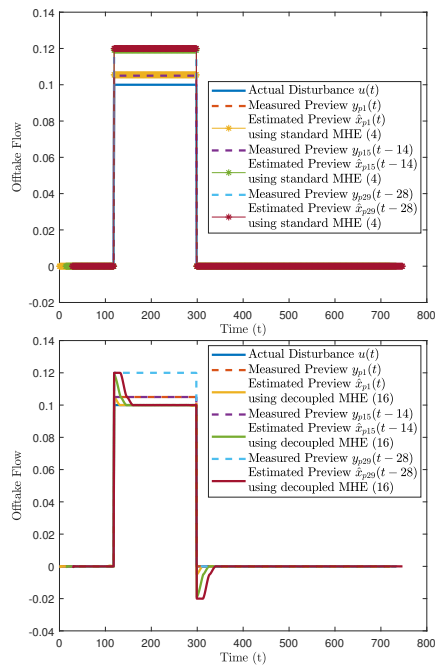 0.14
0.12
0.1
0.08
0.06
0.04
0.02
0
-0.02
Offtake Flow
Actual Disturbance u(t)
Measured Preview y_{p1}(t)
Estimated Preview x̂_{p1}(t)
using standard MHE (4)
Measured Preview y_{p15}(t − 14)
Estimated Preview x̂_{p15}(t − 14)
using standard MHE (4)
Measured Preview y_{p29}(t − 28)
Estimated Preview x̂_{p29}(t − 28)
using standard MHE (4)
0 100 200 300 400 500 600 700 800
Time (t)
0.14
0.12
0.1
0.08
0.06
0.04
0.02
0
-0.02
-0.04
Offtake Flow
Actual Disturbance u(t)
Measured Preview y_{p1}(t)
Estimated Preview x̂_{p1}(t)
using decoupled MHE (16)
Measured Preview y_{p15}(t − 14)
Estimated Preview x̂_{p15}(t − 14)
using decoupled MHE (16)
Measured Preview y_{p29}(t − 28)
Estimated Preview x̂_{p29}(t − 28)
using decoupled MHE (16)
0 100 200 300 400 500 600 700 800
Time (t)